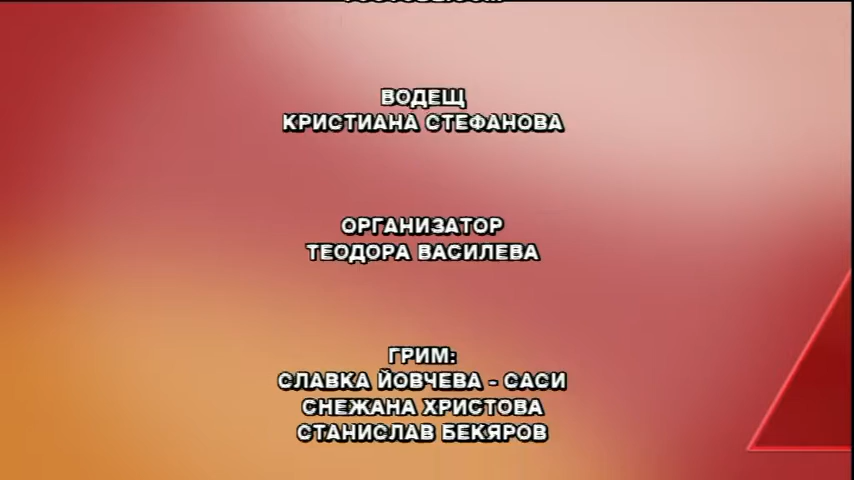 ВОДЕЩ
КРИСТИАНА СТЕФАНОВА
ОРГАНИЗАТОР
ТЕОДОРА ВАСИЛЕВА
ГРИМ:
СЛАВКА ЙОВЧЕВА - САСИ
СНЕЖАНА ХРИСТОВА
СТАНИСЛАВ БЕКЯРОВ